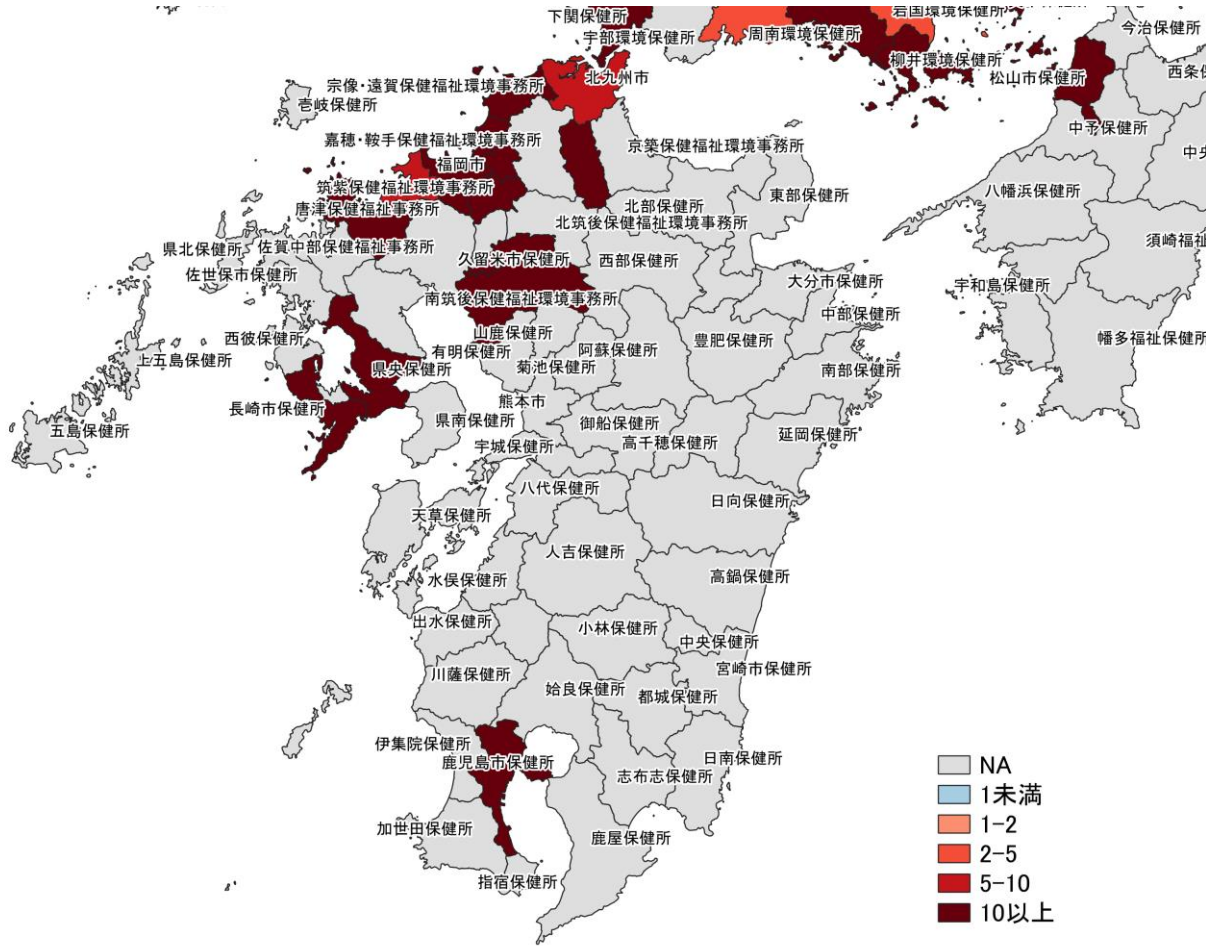 下関保健所
岩国環境保健所
宇部環境保健所
周南環境保健所
今治保健所
柳井環境保健所
北九州市
松山市保健所
西条保
宗像・遠賀保健福祉環境事務所
壱岐保健所
中予保健所
嘉穂・鞍手保健福祉環境事務所
京築保健福祉環境事務所
中央
福岡市
筑紫保健福祉環境事務所
東部保健所
八幡浜保健所
唐津保健福祉事務所
北部保健所
北筑後保健福祉環境事務所
県北保健所
佐賀中部保健福祉事務所
須崎福祉
久留米市保健所
西部保健所
佐世保市保健所
大分市保健所
宇和島保健所
南筑後保健福祉環境事務所
中部保健所
西彼保健所
山鹿保健所
豊肥保健所
幡多福祉保健所
上五島保健所
有明保健所
阿蘇保健所
県央保健所
菊池保健所
南部保健所
長崎市保健所
熊本市
五島保健所
県南保健所
御船保健所
延岡保健所
宇城保健所
高千穂保健所
八代保健所
日向保健所
天草保健所
人吉保健所
水俣保健所
高鍋保健所
出水保健所
小林保健所
中央保健所
宮崎市保健所
川薩保健所
姶良保健所
都城保健所
伊集院保健所
鹿児島市保健所
日南保健所
志布志保健所
加世田保健所
鹿屋保健所
指宿保健所
NA
1未満
1-2
2-5
5-10
10以上